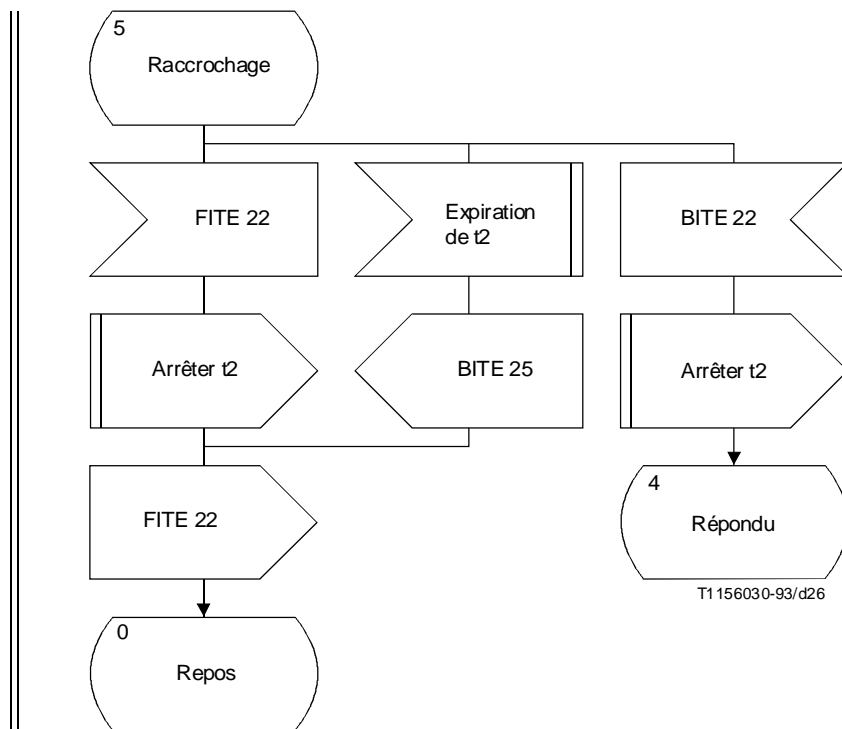 5
Raccrochage
FITE 22
Expiration
de t2
BITE 22
Arrêter t2
BITE 25
Arrêter t2
FITE 22
4
Répondu
T1156030-93/d26
0
Repos